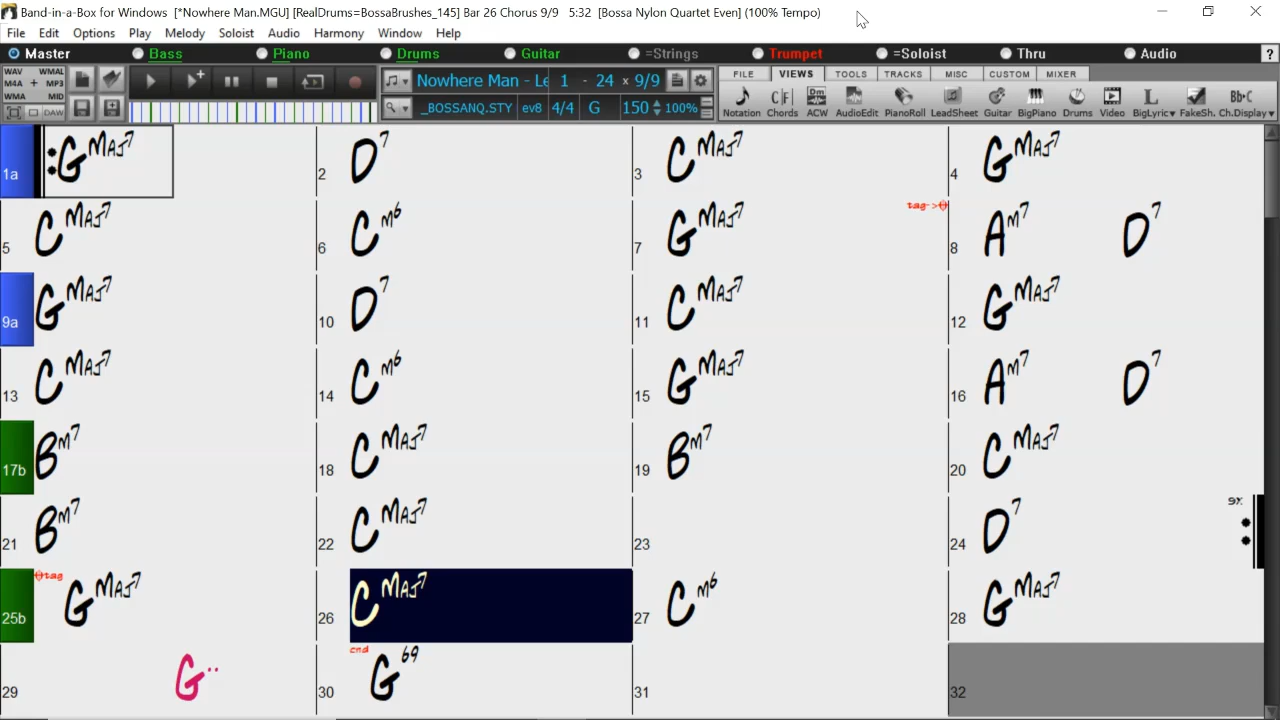 Band-in-a-Box for Windows [*Nowhere Man.MGU] [RealDrums=BossaBrushes_145] Bar 26 Chorus 9/9 5:32 [Bossa Nylon Quartet Even] (100% Tempo)
File Edit Options Play Melody Soloist Audio Harmony Window Help
Master Bass Piano Drums Guitar =Strings Trumpet =Soloist Thru Audio ?
WAV WMAL
M4A + MP3
WMA MID
DAW
Nowhere Man - Le 1 - 24 x 9/9
_BOSSANQ.STY ev8 4/4 G 150 100%
FILE VIEWS TOOLS TRACKS MISC CUSTOM MIXER
Notation Chords ACW AudioEdit PianoRoll LeadSheet Guitar BigPiano Drums Video BigLyric FakeSh. Ch.Display
1a :GMAJ7 2 D7 3 CMAJ7 4 GMAJ7
tag->
5 CMAJ7 6 Cm6 7 GMAJ7 8 Am7 D7
9a GMAJ7 10 D7 11 CMAJ7 12 GMAJ7
13 CMAJ7 14 Cm6 15 GMAJ7 16 Am7 D7
17b Bm7 18 CMAJ7 19 Bm7 20 CMAJ7
21 Bm7 22 CMAJ7 23 24 D7 9x
tag
25b GMAJ7 26 CMAJ7 27 Cm6 28 GMAJ7
end
29 G.. 30 G69 31 32